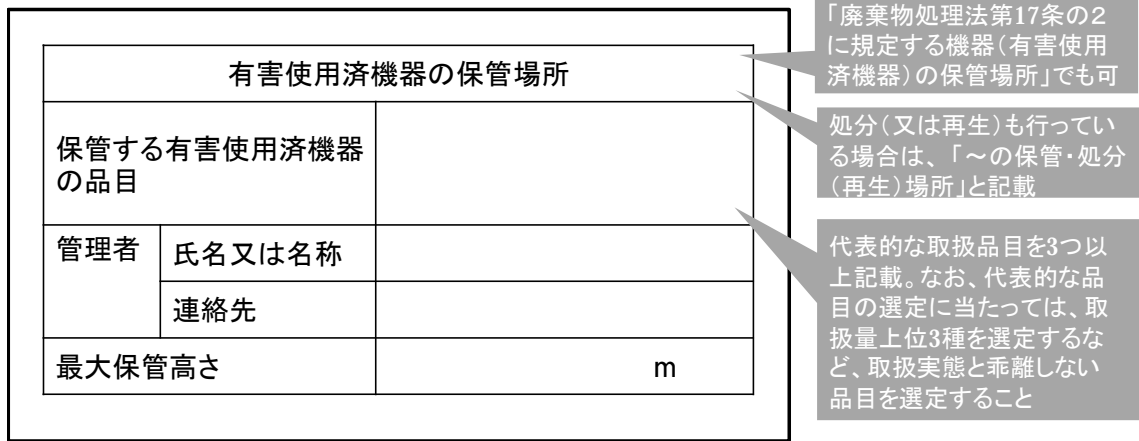 有害使用済機器の保管場所
保管する有害使用済機器
の品目
管理者
氏名又は名称
連絡先
最大保管高さ
m
「廃棄物処理法第17条の２
に規定する機器（有害使用
済機器）の保管場所」でも可
処分（又は再生）も行ってい
る場合は、「～の保管・処分
（再生）場所」と記載
代表的な取扱品目を3つ以
上記載。なお、代表的な品
目の選定に当たっては、取
扱量上位3種を選定するな
ど、取扱実態と乖離しない
品目を選定すること